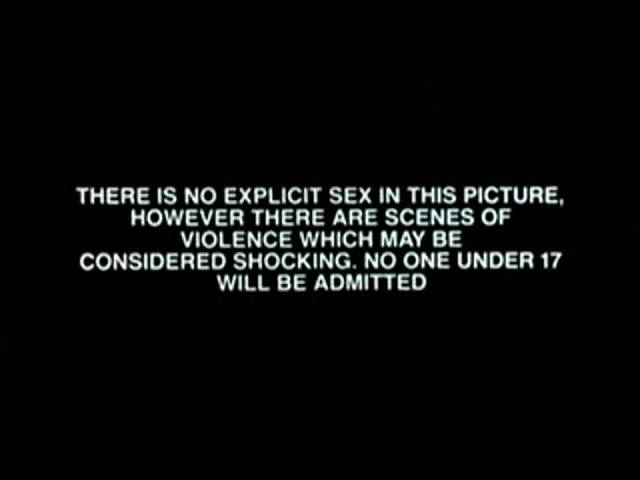 THERE IS NO EXPLICIT SEX IN THIS PICTURE,
HOWEVER THERE ARE SCENES OF
VIOLENCE WHICH MAY BE
CONSIDERED SHOCKING. NO ONE UNDER 17
WILL BE ADMITTED